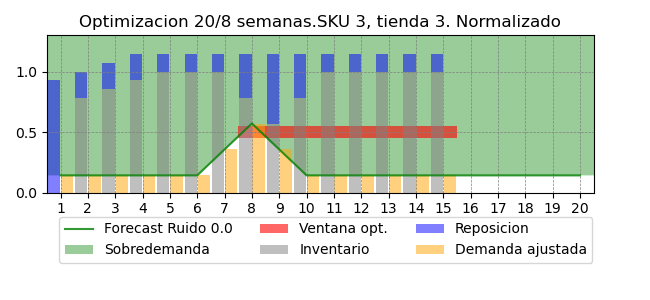 Optimizacion 20/8 semanas.SKU 3, tienda 3. Normalizado
1.0
0.5
0.0
1 2 3 4 5 6 7 8 9 10 11 12 13 14 15 16 17 18 19 20
Forecast Ruido 0.0 Ventana opt. Reposicion
Sobredemanda Inventario Demanda ajustada